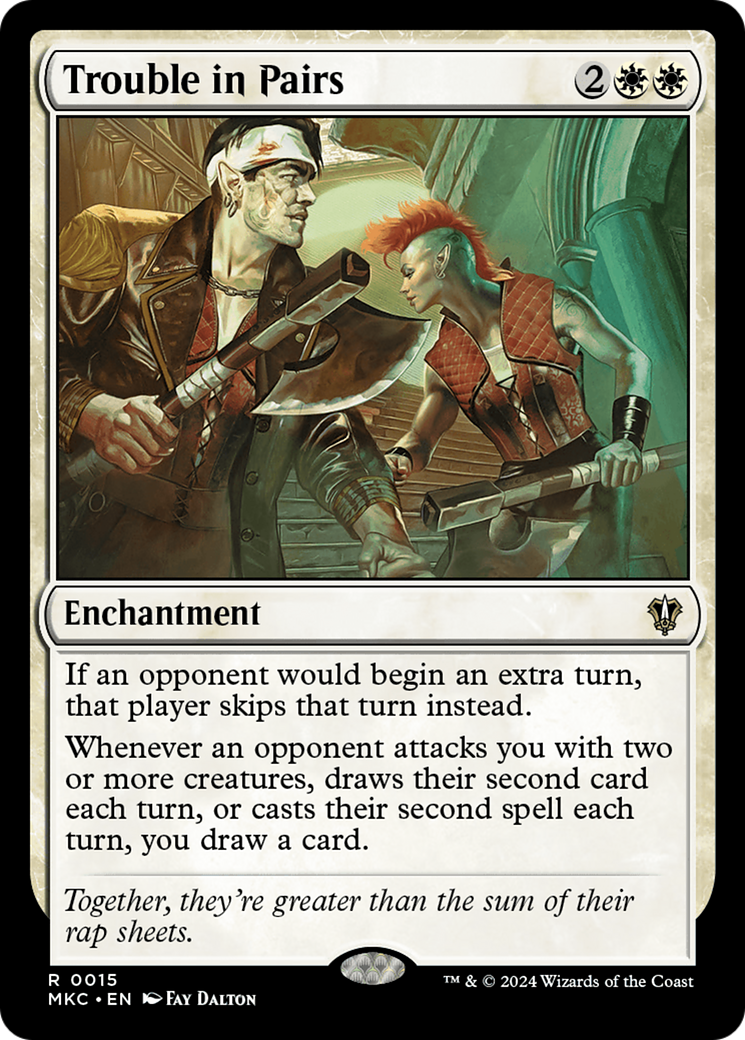 Trouble in Pairs
2
Enchantment
If an opponent would begin an extra turn,
that player skips that turn instead.
Whenever an opponent attacks you with two
or more creatures, draws their second card
each turn, or casts their second spell each
turn, you draw a card.
Together, they're greater than the sum of their
rap sheets.
R 0015
MKC • EN Fay Dalton
™ & © 2024 Wizards of the Coast